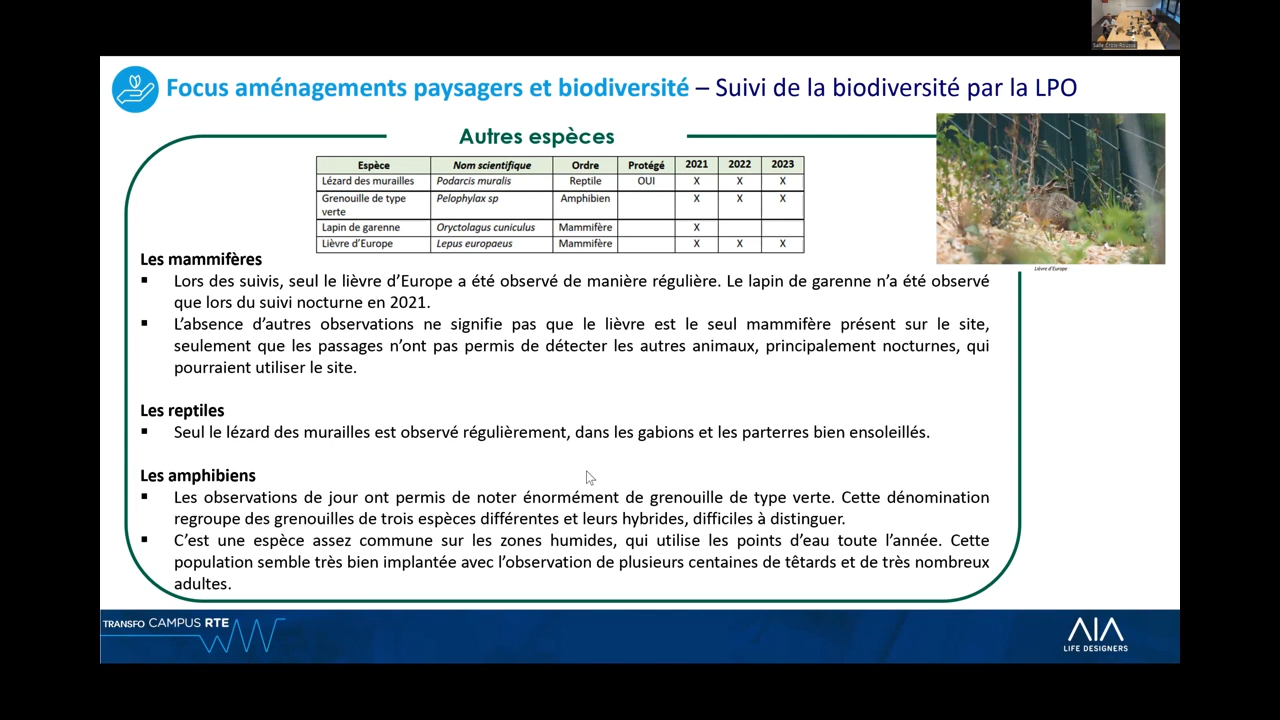 Salle Croix-Rousse
Focus aménagements paysagers et biodiversité – Suivi de la biodiversité par la LPO
Autres espèces
Espèce Nom scientifique Ordre Protégé 2021 2022 2023
Lézard des murailles Podarcis muralis Reptile OUI X X X
Grenouille de type verte Pelophylax sp Amphibien X X X
Lapin de garenne Oryctolagus cuniculus Mammifère X
Lièvre d'Europe Lepus europaeus Mammifère X X X
Lièvre d'Europe
Les mammifères
▪ Lors des suivis, seul le lièvre d'Europe a été observé de manière régulière. Le lapin de garenne n'a été observé
que lors du suivi nocturne en 2021.
▪ L'absence d'autres observations ne signifie pas que le lièvre est le seul mammifère présent sur le site,
seulement que les passages n'ont pas permis de détecter les autres animaux, principalement nocturnes, qui
pourraient utiliser le site.
Les reptiles
▪ Seul le lézard des murailles est observé régulièrement, dans les gabions et les parterres bien ensoleillés.
Les amphibiens
▪ Les observations de jour ont permis de noter énormément de grenouille de type verte. Cette dénomination
regroupe des grenouilles de trois espèces différentes et leurs hybrides, difficiles à distinguer.
▪ C'est une espèce assez commune sur les zones humides, qui utilise les points d'eau toute l'année. Cette
population semble très bien implantée avec l'observation de plusieurs centaines de têtards et de très nombreux
adultes.
TRANSFO CAMPUS RTE
AIA
LIFE DESIGNERS